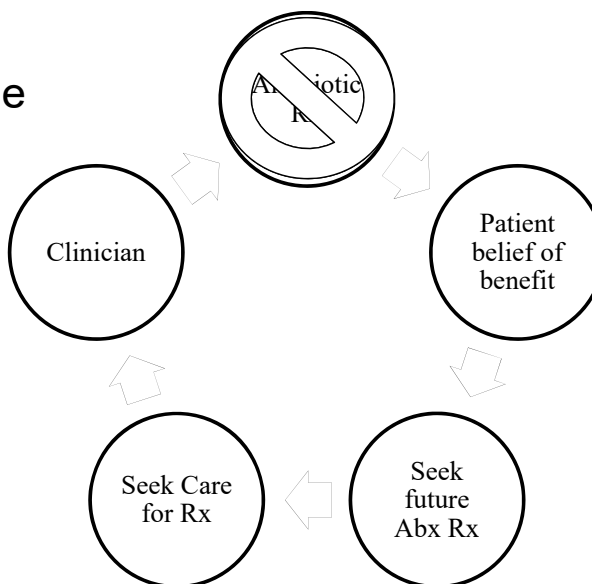 e
Clinician
Patient
belief of
benefit
Seek
future
Abx Rx
Seek Care
for Rx